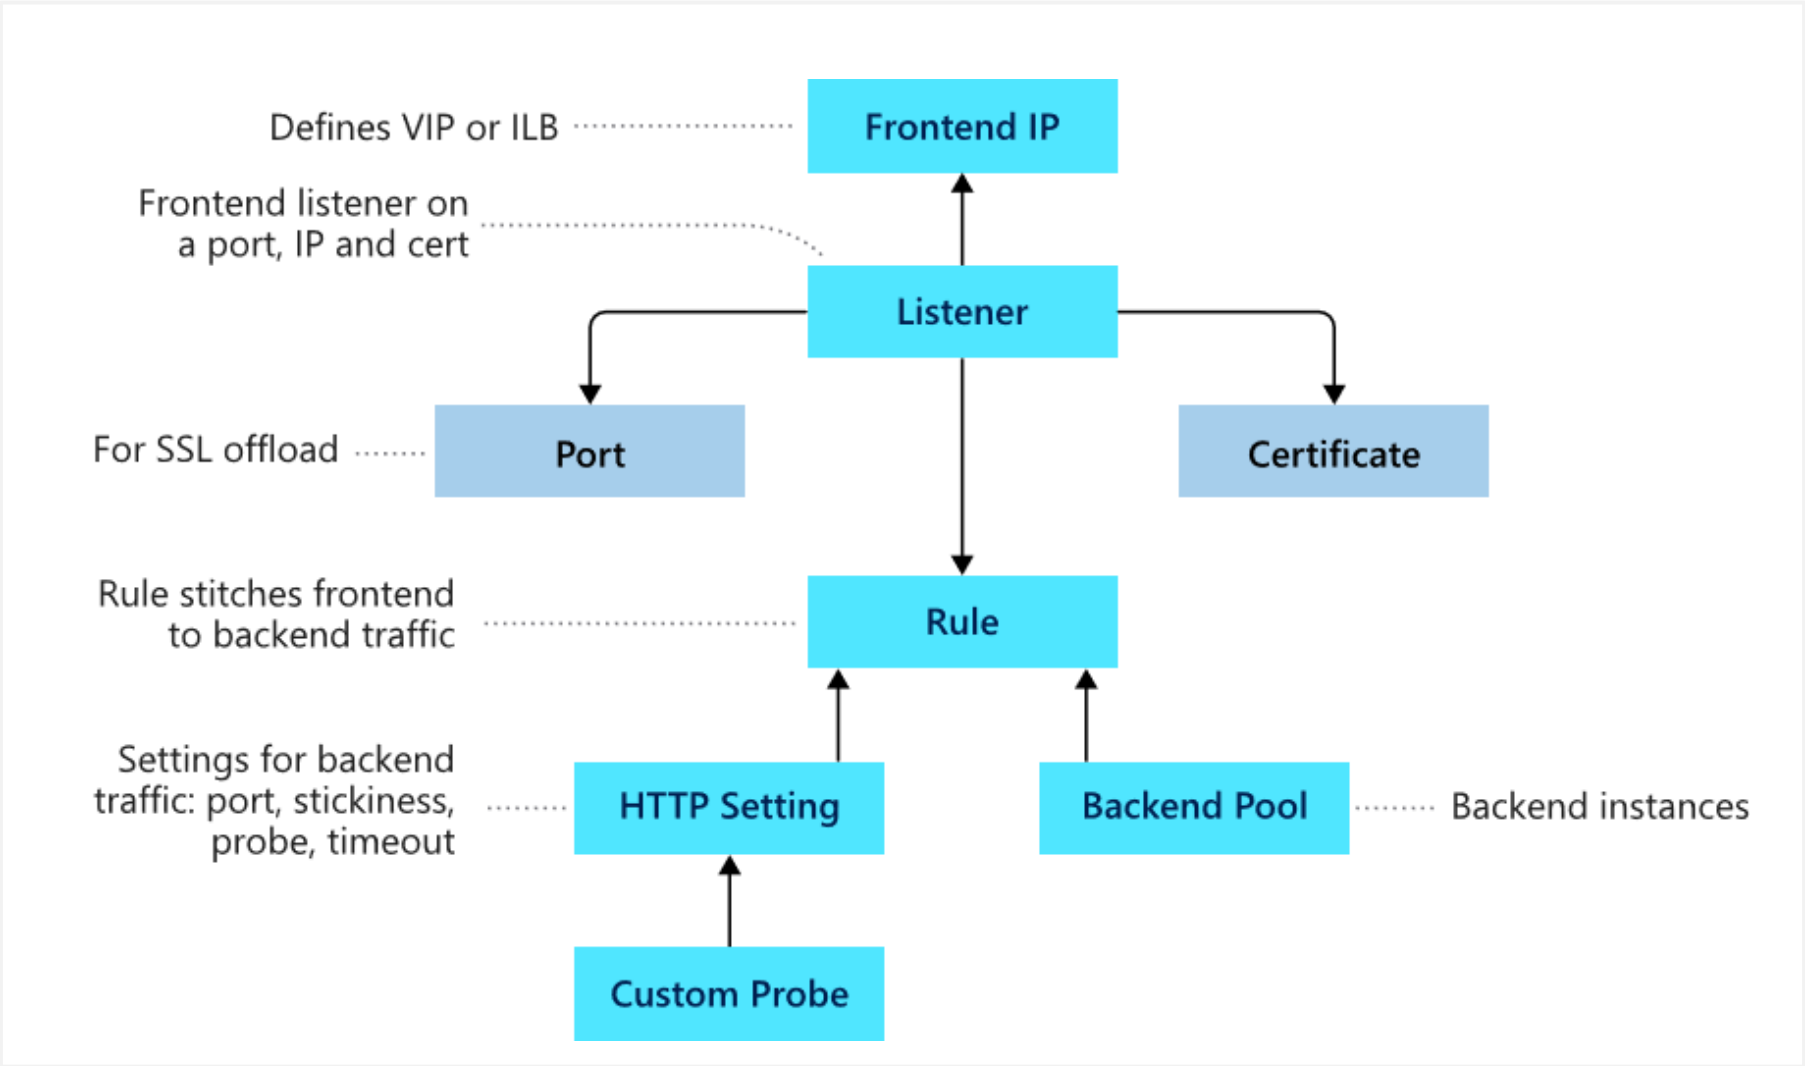 Defines VIP or ILB
Frontend IP
Frontend listener on
a port, IP and cert
Listener
For SSL offload
Port
Certificate
Rule stitches frontend
to backend traffic
Rule
Settings for backend
traffic: port, stickiness,
probe, timeout
HTTP Setting
Backend Pool
Backend instances
Custom Probe